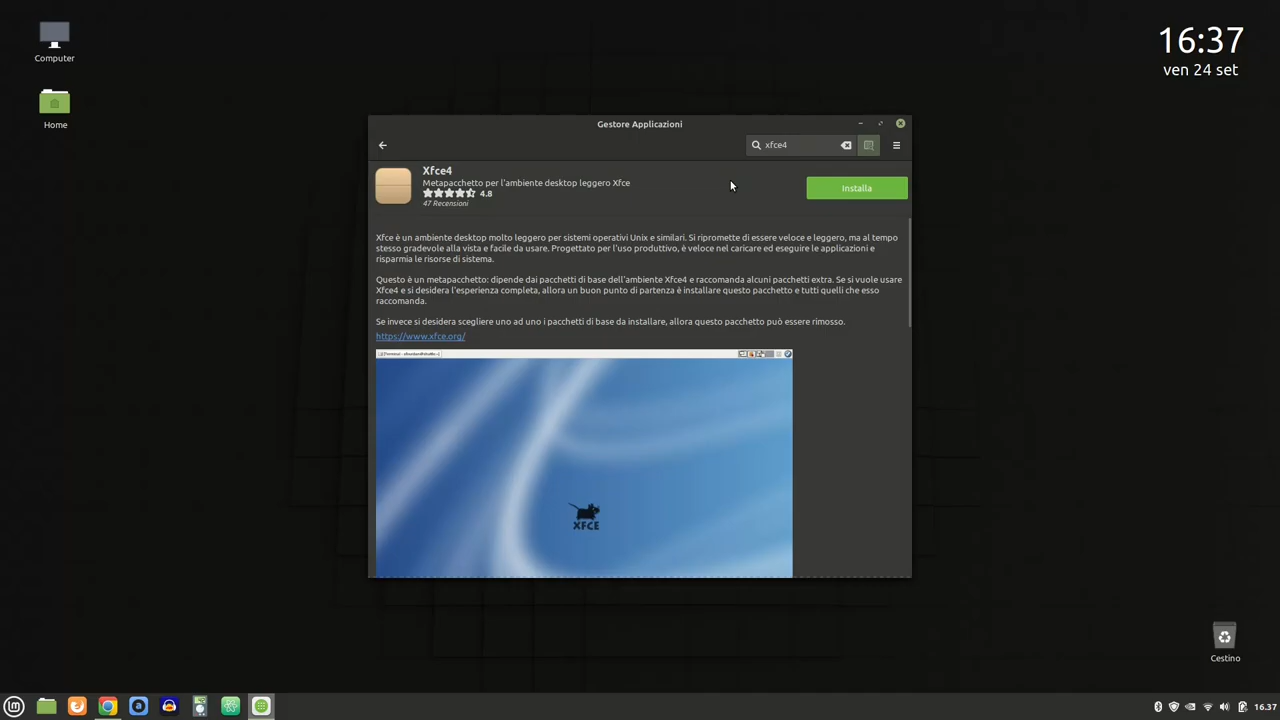 Computer
Home
16:37
ven 24 set
Gestore Applicazioni
xfce4
Xfce4
Metapacchetto per l'ambiente desktop leggero Xfce
4.8
47 Recensioni
Installa
Xfce è un ambiente desktop molto leggero per sistemi operativi Unix e similari. Si ripromette di essere veloce e leggero, ma al tempo
stesso gradevole alla vista e facile da usare. Progettato per l'uso produttivo, è veloce nel caricare ed eseguire le applicazioni e
risparmia le risorse di sistema.
Questo è un metapacchetto: dipende dai pacchetti di base dell'ambiente Xfce4 e raccomanda alcuni pacchetti extra. Se si vuole usare
Xfce4 e si desidera l'esperienza completa, allora un buon punto di partenza è installare questo pacchetto e tutti quelli che esso
raccomanda.
Se invece si desidera scegliere uno ad uno i pacchetti di base da installare, allora questo pacchetto può essere rimosso.
https://www.xfce.org/
XFCE
Cestino
16.37